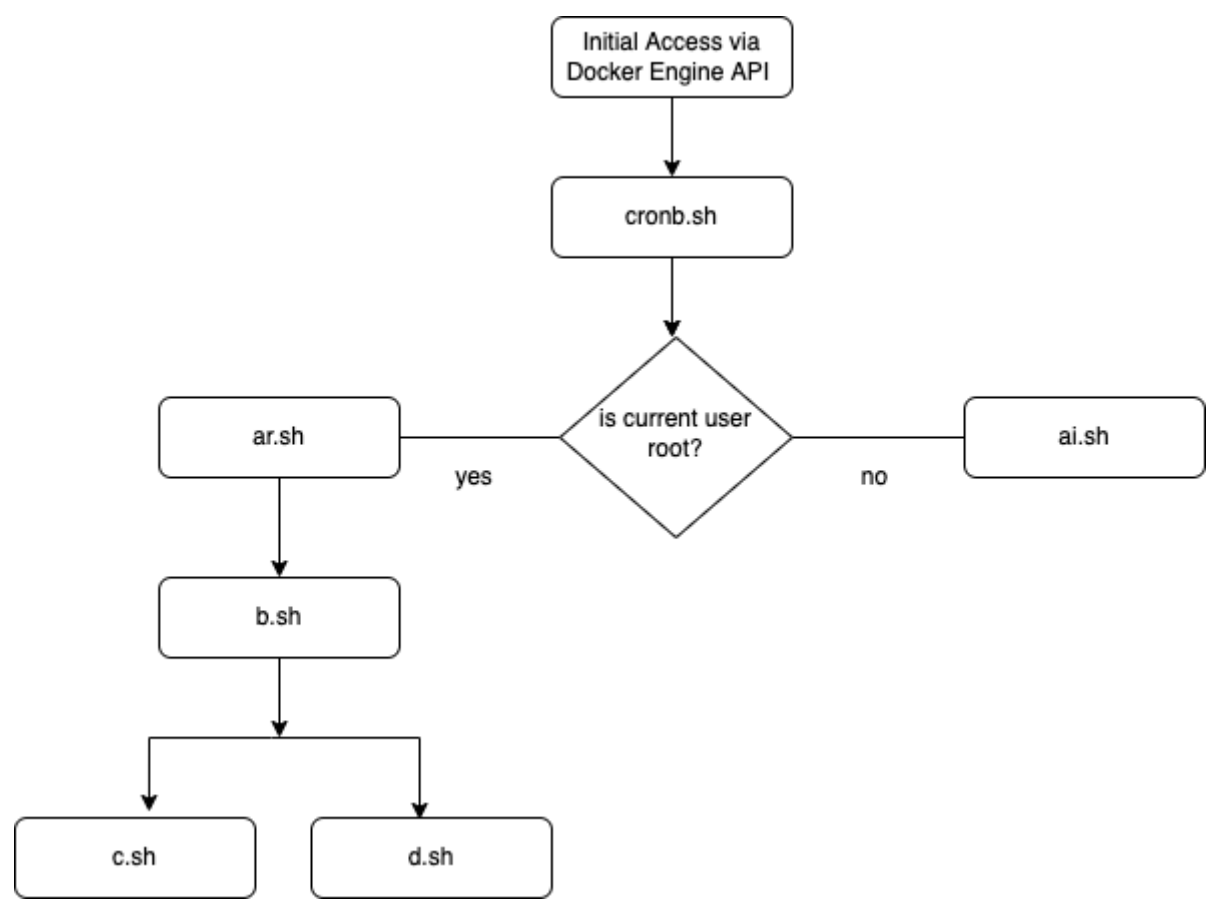 Initial Access via
Docker Engine API
cronb.sh
is current user
root?
ar.sh
ai.sh
yes
no
b.sh
c.sh
d.sh